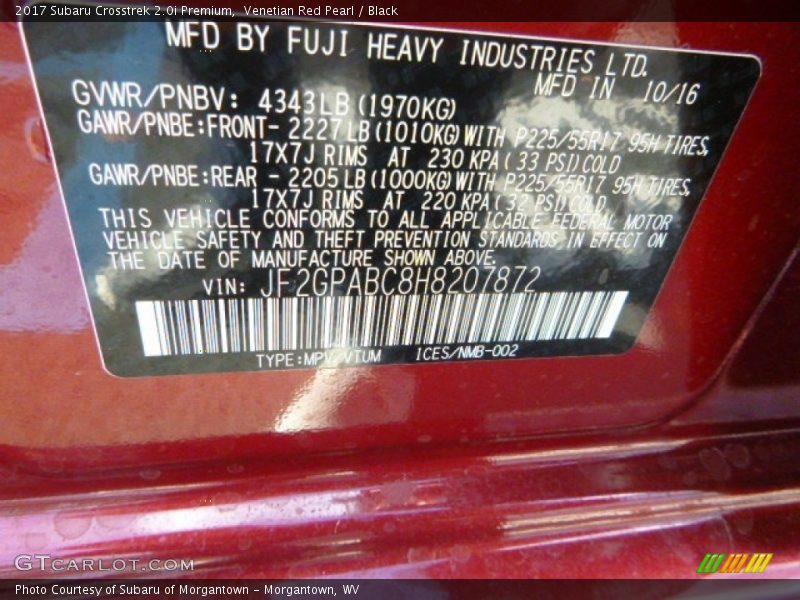 2017 Subaru Crosstrek 2.0i Premium,  Venetian Red Pearl / Black
MFD BY FUJI HEAVY INDUSTRIES LTD.
MFD IN 10/16
GVWR/PNBV: 4343LB (1970KG)
GAWR/PNBE:FRONT- 2227LB (1010KG) WITH P225/55R17 95H TIRES,
17X7J RIMS AT 230 KPA ( 33 PSI) COLD
GAWR/PNBE:REAR - 2205LB (1000KG) WITH P225/55R17 95H TIRES,
17X7J RIMS AT 220 KPA ( 32 PSI) COLD
THIS VEHICLE CONFORMS TO ALL APPLICABLE FEDERAL MOTOR
VEHICLE SAFETY AND THEFT PREVENTION STANDARDS IN EFFECT ON
THE DATE OF MANUFACTURE SHOWN ABOVE.
VIN: JF2GPABC8H8207872
TYPE:MPV/VTUM ICES/NMB-002
GTCARLOT.COM
Photo Courtesy of Subaru of Morgantown - Morgantown, WV